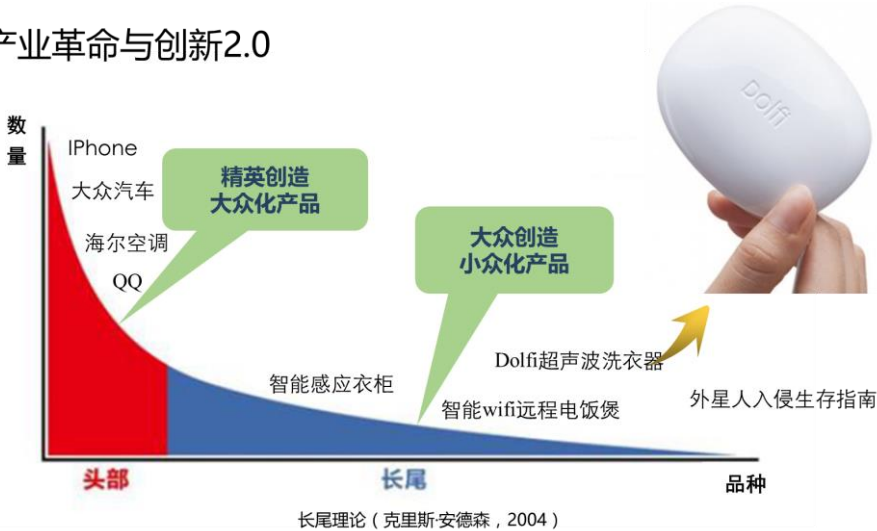 产业革命与创新2.0
数
量
IPhone
大众汽车
海尔空调
QQ
精英创造
大众化产品
大众创造
小众化产品
Dolfi
智能感应衣柜
Dolfi超声波洗衣器
智能wifi远程电饭煲
外星人入侵生存指南
头部
长尾
品种
长尾理论（克里斯·安德森，2004）